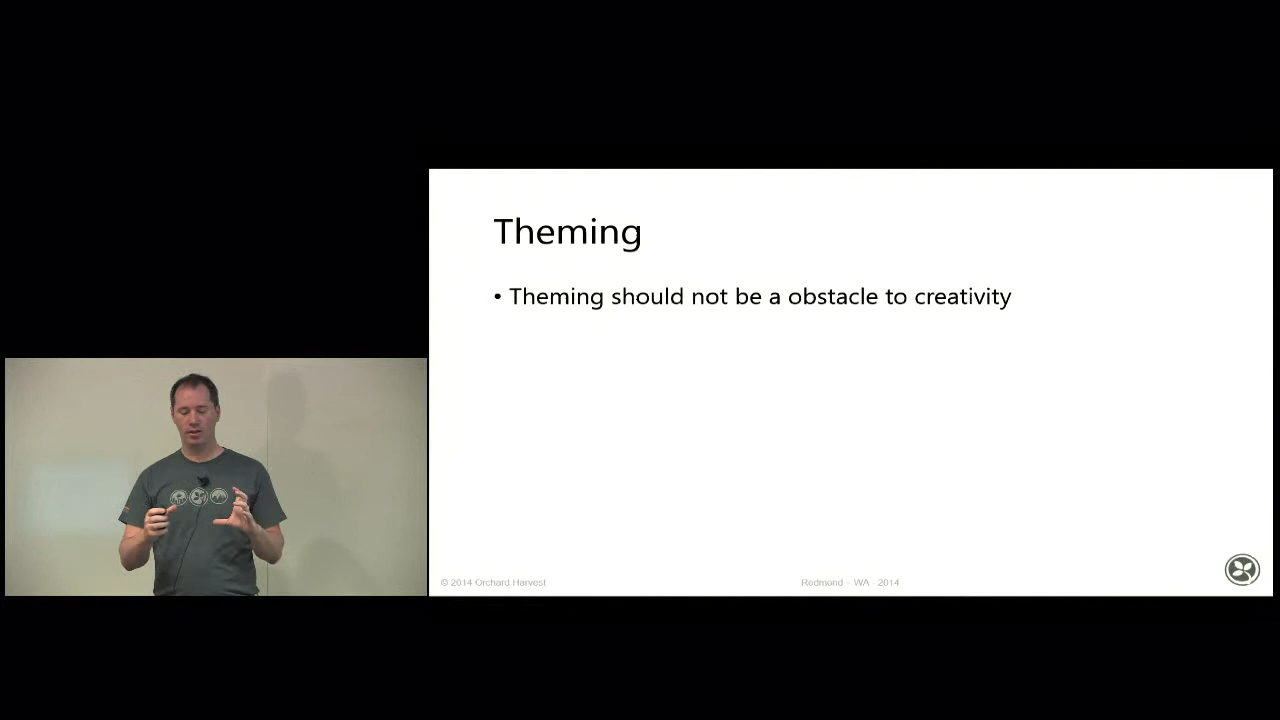 Theming
• Theming should not be a obstacle to creativity
© 2014 Orchard Harvest
Redmond - WA - 2014